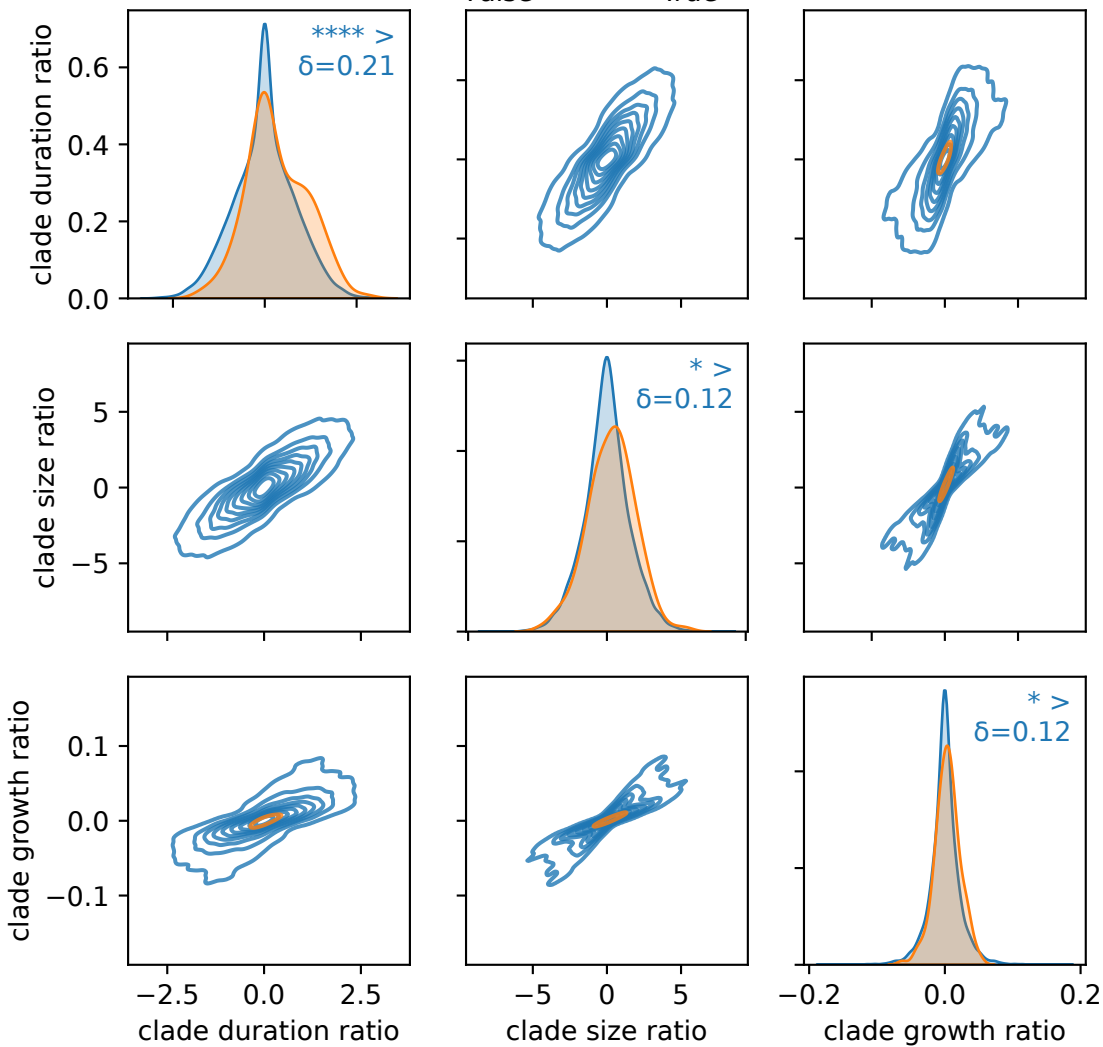 clade duration ratio
0.6
0.4
0.2
0.0
**** >
δ=0.21
clade size ratio
5
0
−5
* >
δ=0.12
clade growth ratio
0.1
0.0
−0.1
* >
δ=0.12
−2.5 0.0 2.5
−5 0 5
−0.2 0.0 0.2
clade duration ratio
clade size ratio
clade growth ratio